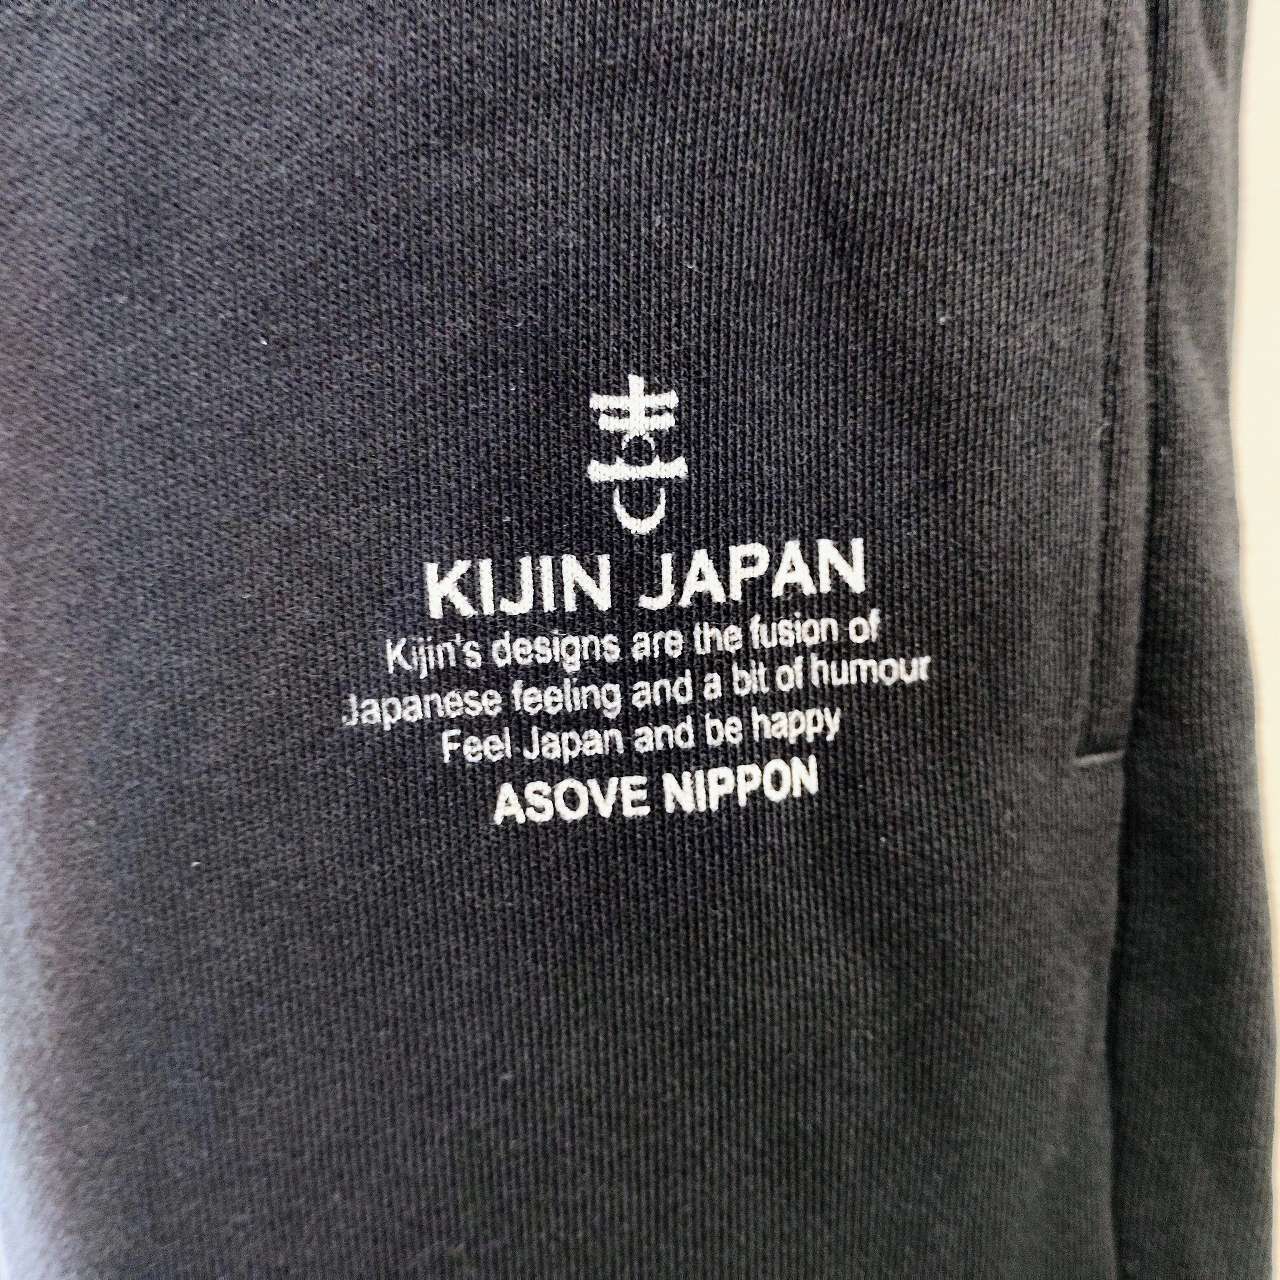 KIJIN JAPAN
Kijin's designs are the fusion of
Japanese feeling and a bit of humour
Feel Japan and be happy
ASOVE NIPPON